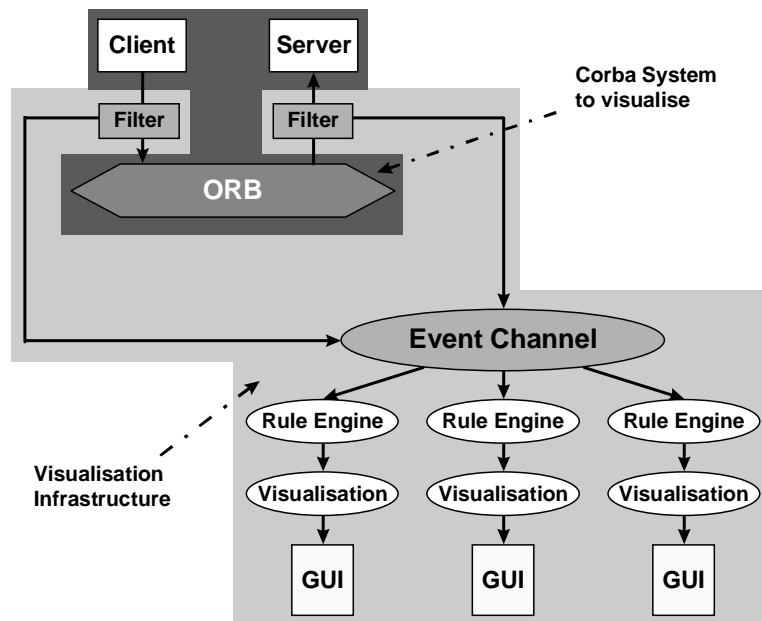 Client
Server
Corba System
to visualise
Filter
Filter
ORB
Event Channel
Rule Engine
Rule Engine
Rule Engine
Visualisation
Infrastructure
Visualisation
Visualisation
Visualisation
GUI
GUI
GUI